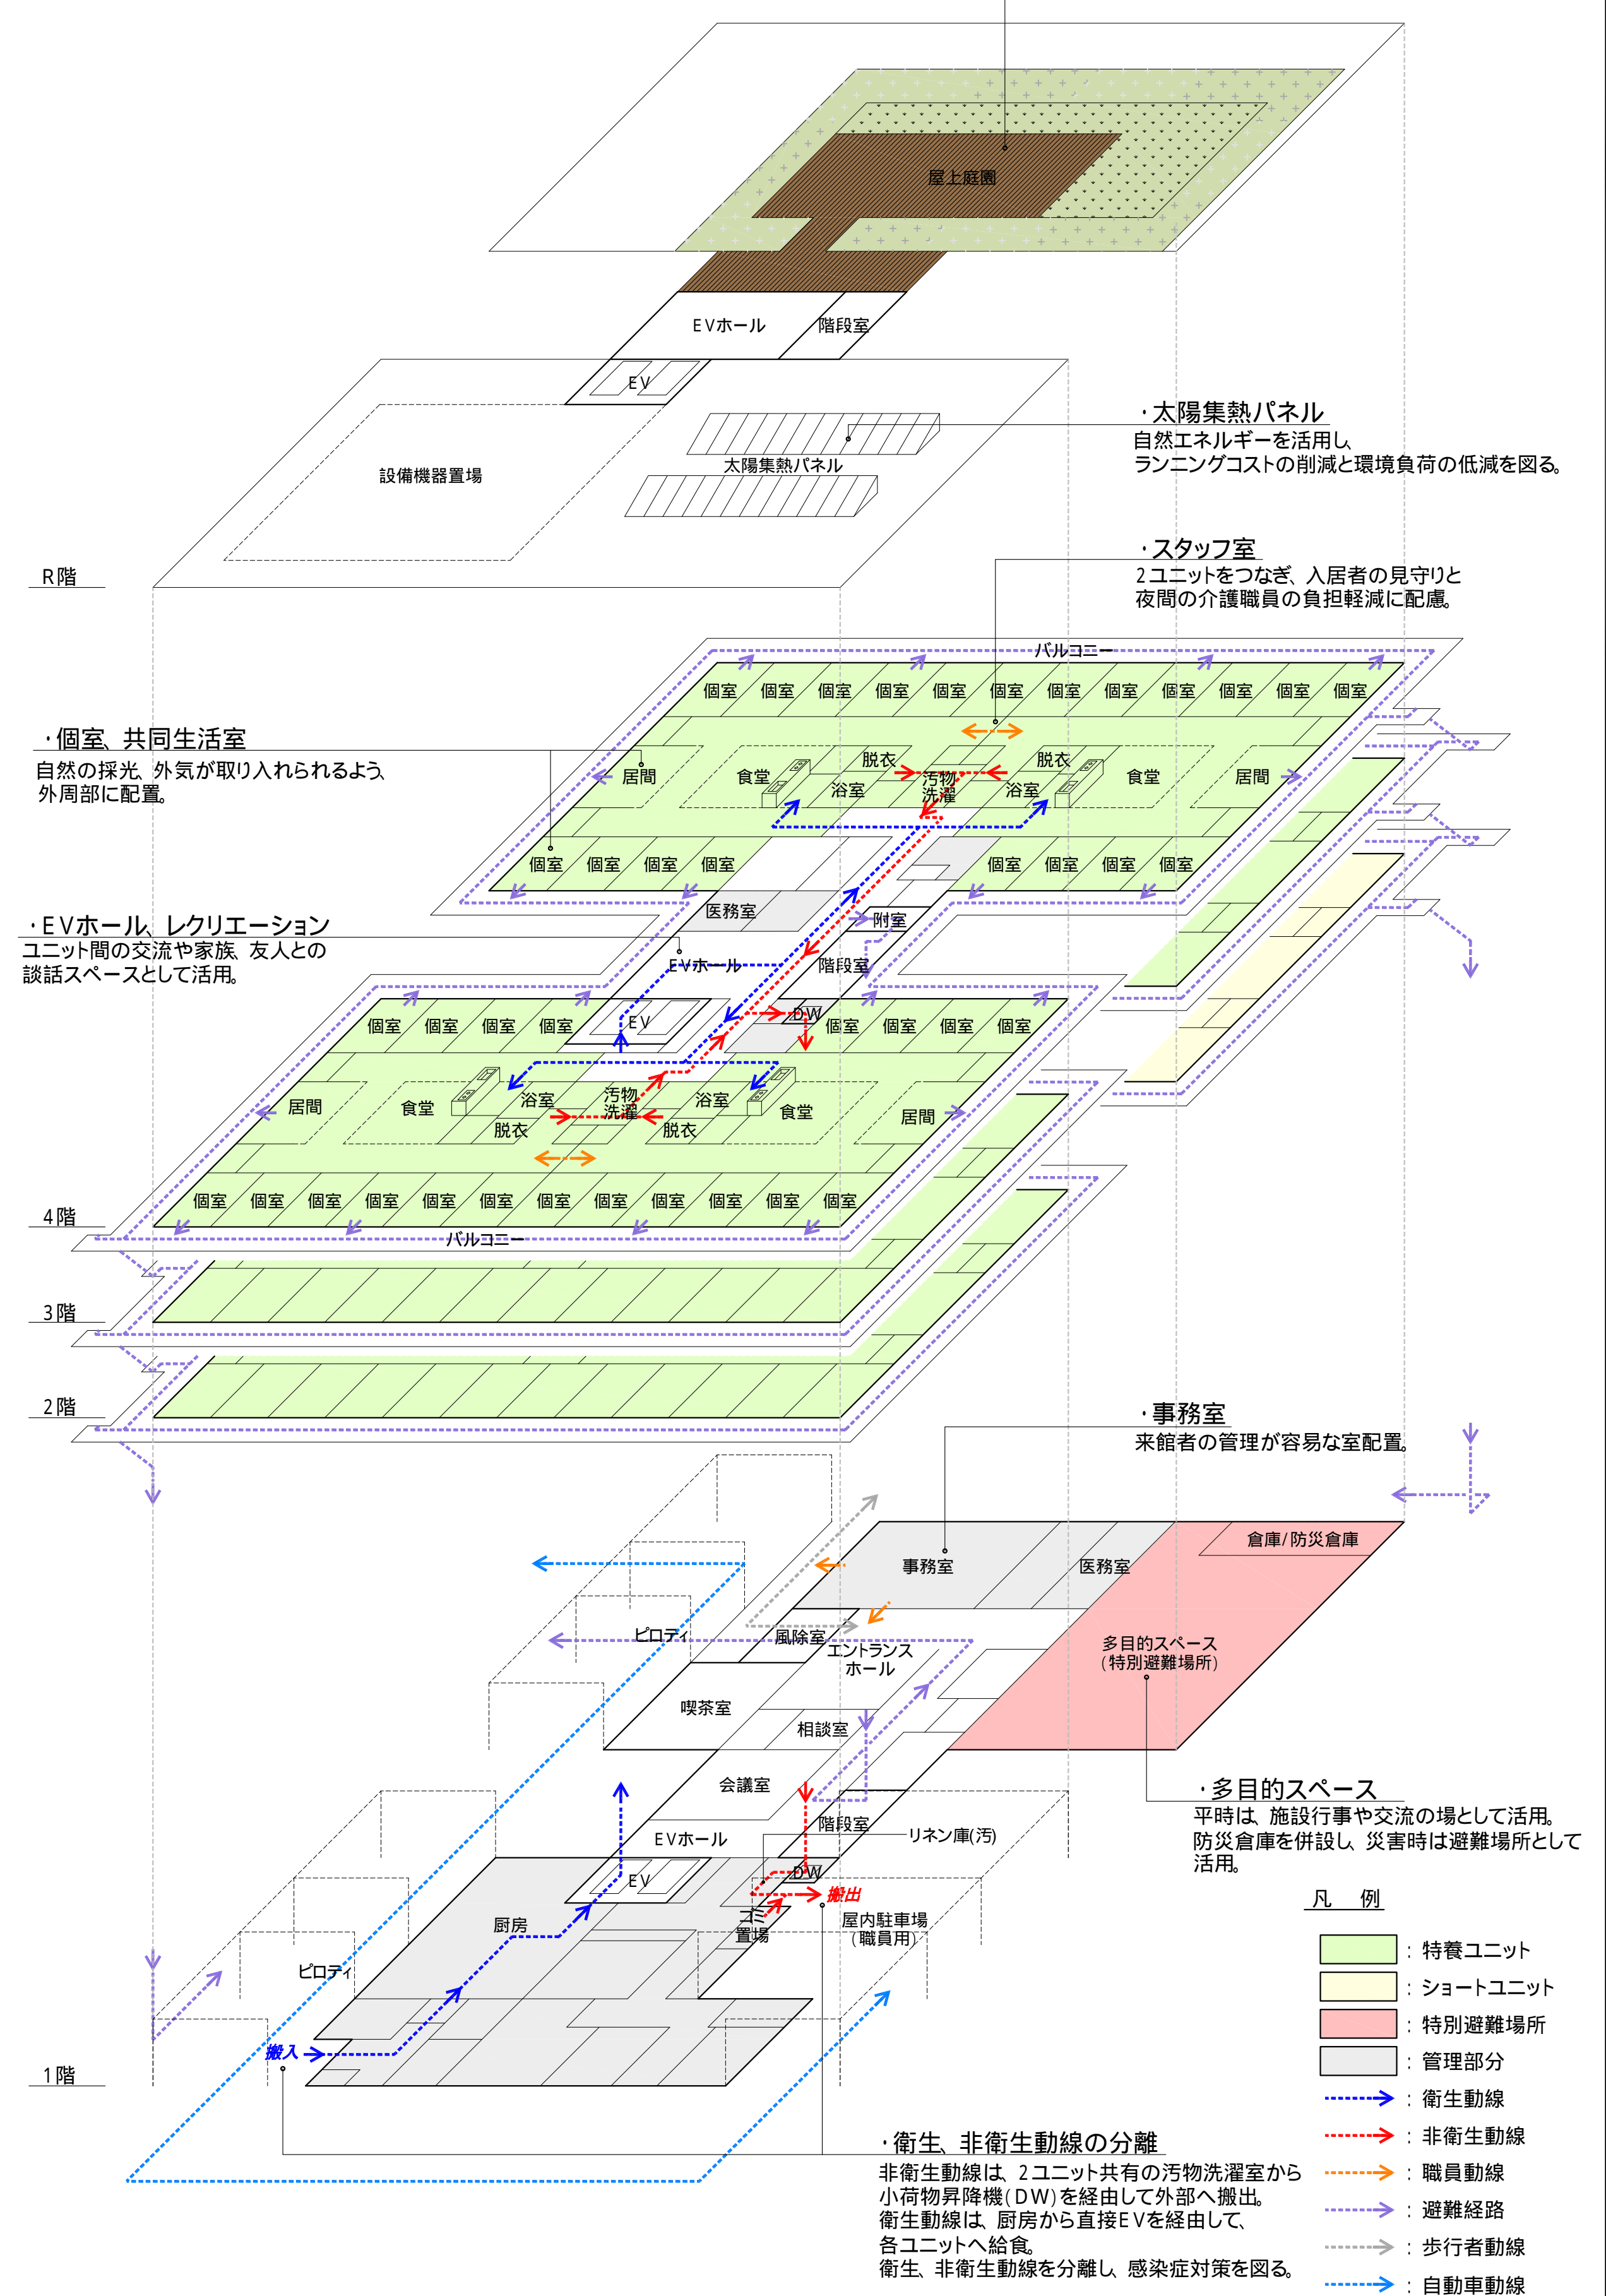 屋上庭園
EVホール
階段室
EV
・太陽集熱パネル
自然エネルギーを活用し、
ランニングコストの削減と環境負荷の低減を図る。
太陽集熱パネル
設備機器置場
R階
・スタッフ室
2ユニットをつなぎ、入居者の見守りと
夜間の介護職員の負担軽減に配慮。
バルコニー
個室 個室 個室 個室 個室 個室 個室 個室 個室 個室 個室 個室
・個室、共同生活室
自然の採光、外気が取り入れられるよう、
外周部に配置。
居間 食堂 脱衣 浴室 汚物
洗濯 脱衣 浴室 食堂 居間
個室 個室 個室 個室 個室 個室 個室 個室
・EVホール、レクリエーション
ユニット間の交流や家族、友人との
談話スペースとして活用。
医務室
附室
EVホール
階段室
EV
DW
個室 個室 個室 個室 個室 個室 個室 個室
居間 食堂 浴室 脱衣 汚物
洗濯 浴室 脱衣 食堂 居間
個室 個室 個室 個室 個室 個室 個室 個室 個室 個室 個室 個室
4階
バルコニー
3階
2階
・事務室
来館者の管理が容易な室配置。
倉庫/防災倉庫
事務室
医務室
ピロティ
風除室
エントランス
ホール
多目的スペース
(特別避難場所)
喫茶室
相談室
会議室
・多目的スペース
平時は、施設行事や交流の場として活用。
防災倉庫を併設し、災害時は避難場所として
活用。
階段室
EVホール
リネン庫(汚)
EV
DW
搬出
厨房
ゴミ
置場
屋内駐車場
(職員用)
ピロティ
搬入
1階
・衛生、非衛生動線の分離
非衛生動線は、2ユニット共有の汚物洗濯室から
小荷物昇降機(DW)を経由して外部へ搬出。
衛生動線は、厨房から直接EVを経由して、
各ユニットへ給食。
衛生、非衛生動線を分離し、感染症対策を図る。
凡 例
：特養ユニット
：ショートユニット
：特別避難場所
：管理部分
：衛生動線
：非衛生動線
：職員動線
：避難経路
：歩行者動線
：自動車動線